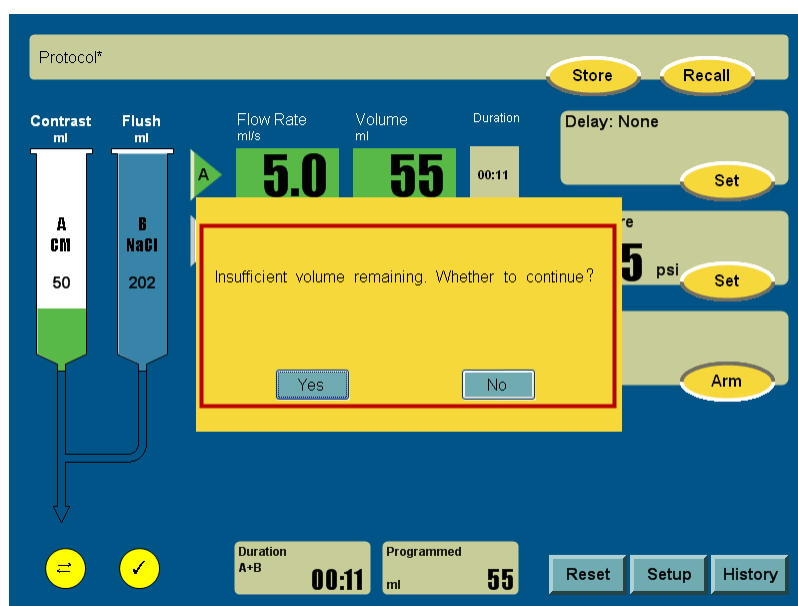 Protocol*
Store
Recall
Contrast
ml
Flush
ml
Flow Rate
ml/s
Volume
ml
Duration
Delay: None
A
5.0
55
00:11
Set
A
CM
50
B
NaCl
202
re
5 psi
Set
Insufficient volume remaining. Whether to continue?
Yes
No
Arm
Duration
A+B
00:11
Programmed
ml
55
Reset
Setup
History